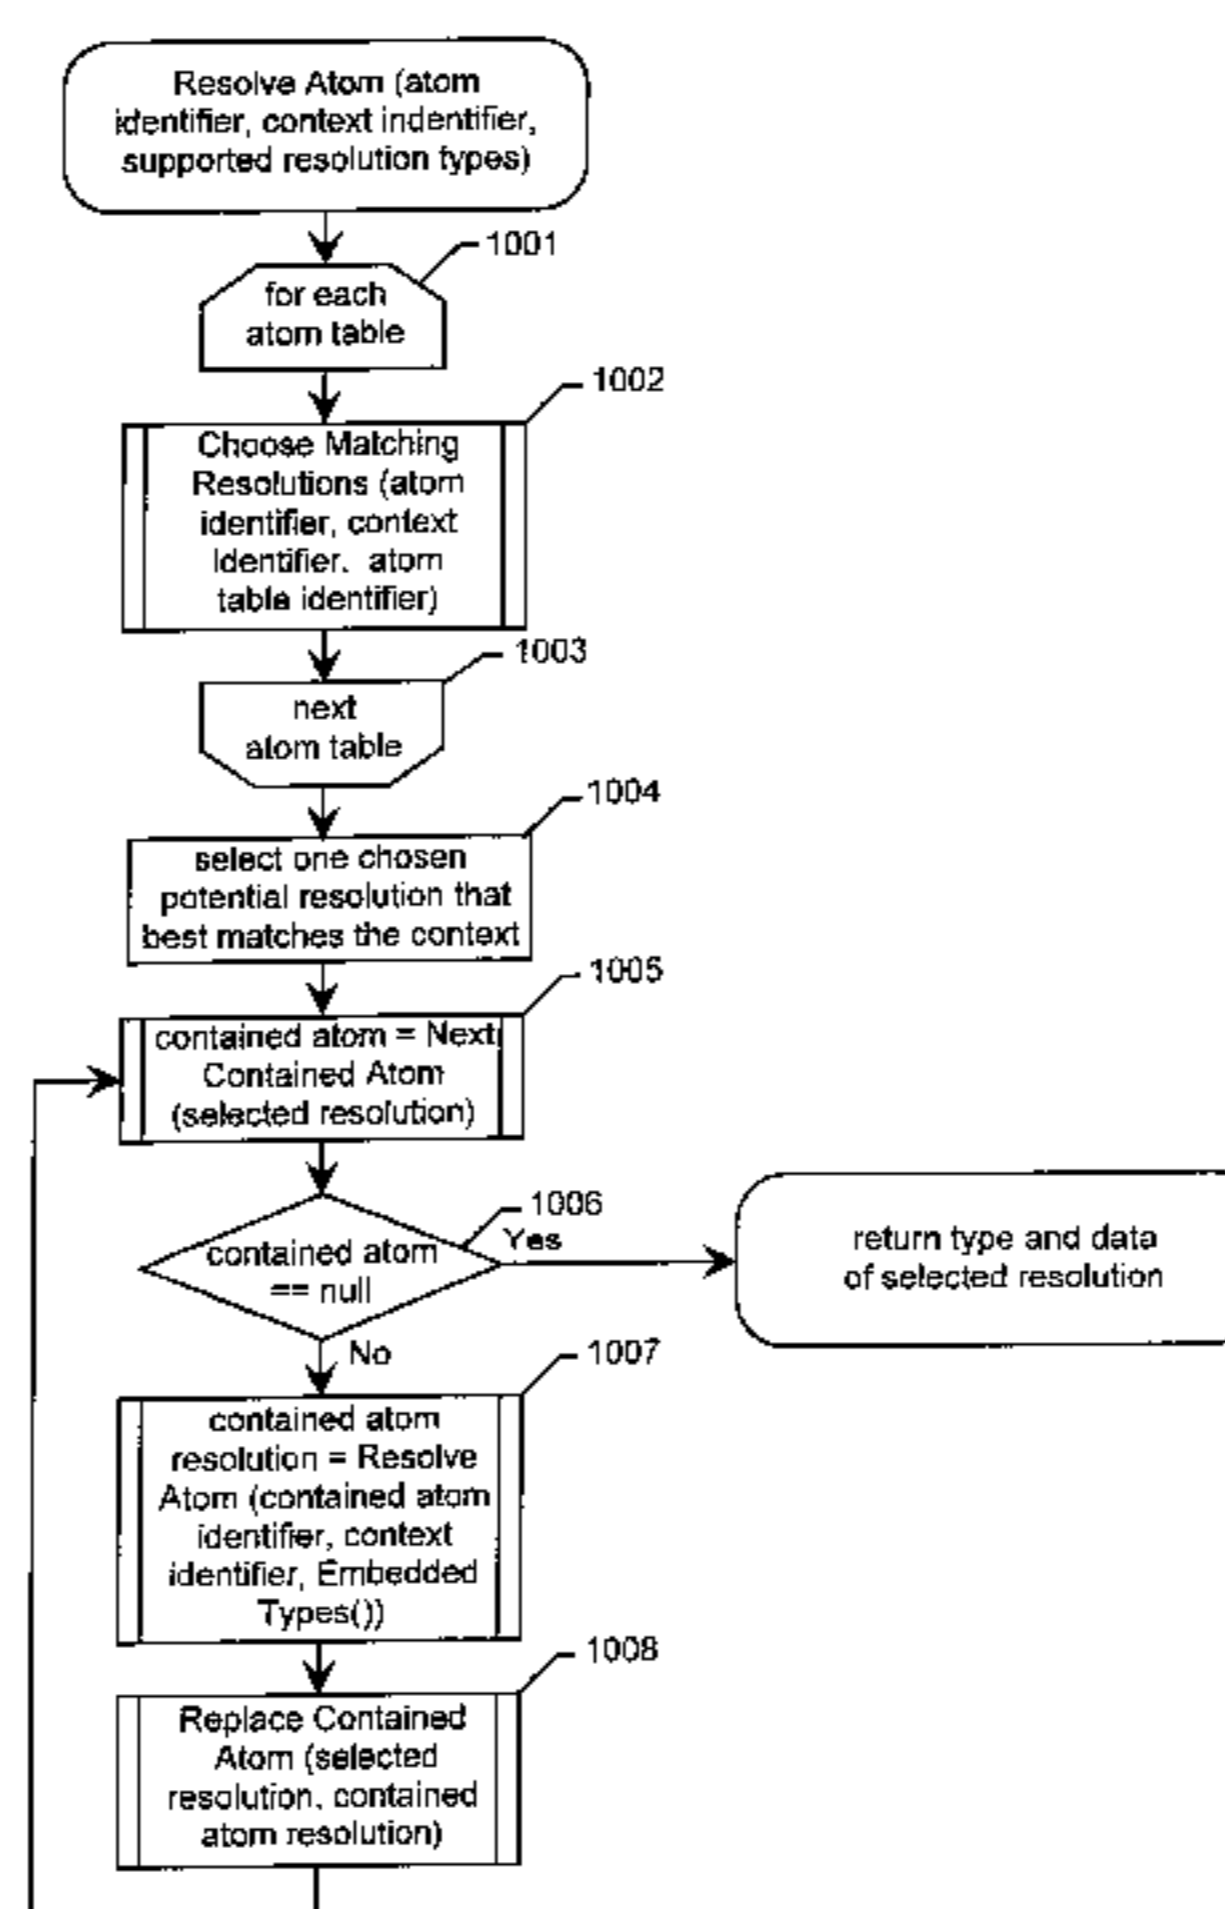 Resolve Atom (atom
identifier, context indentifier,
supported resolution types)
1001
for each
atom table
1002
Choose Matching
Resolutions (atom
identifier, context
Identifier. atom
table identifier)
1003
next
atom table
1004
select one chosen
potential resolution that
best matches the context
1005
contained atom = Next
Contained Atom
(selected resolution)
1006
contained atom
== null
Yes
return type and data
of selected resolution
No
1007
contained atom
resolution = Resolve
Atom (contained atom
identifier, context
identifier, Embedded
Types())
1008
Replace Contained
Atom (selected
resolution, contained
atom resolution)